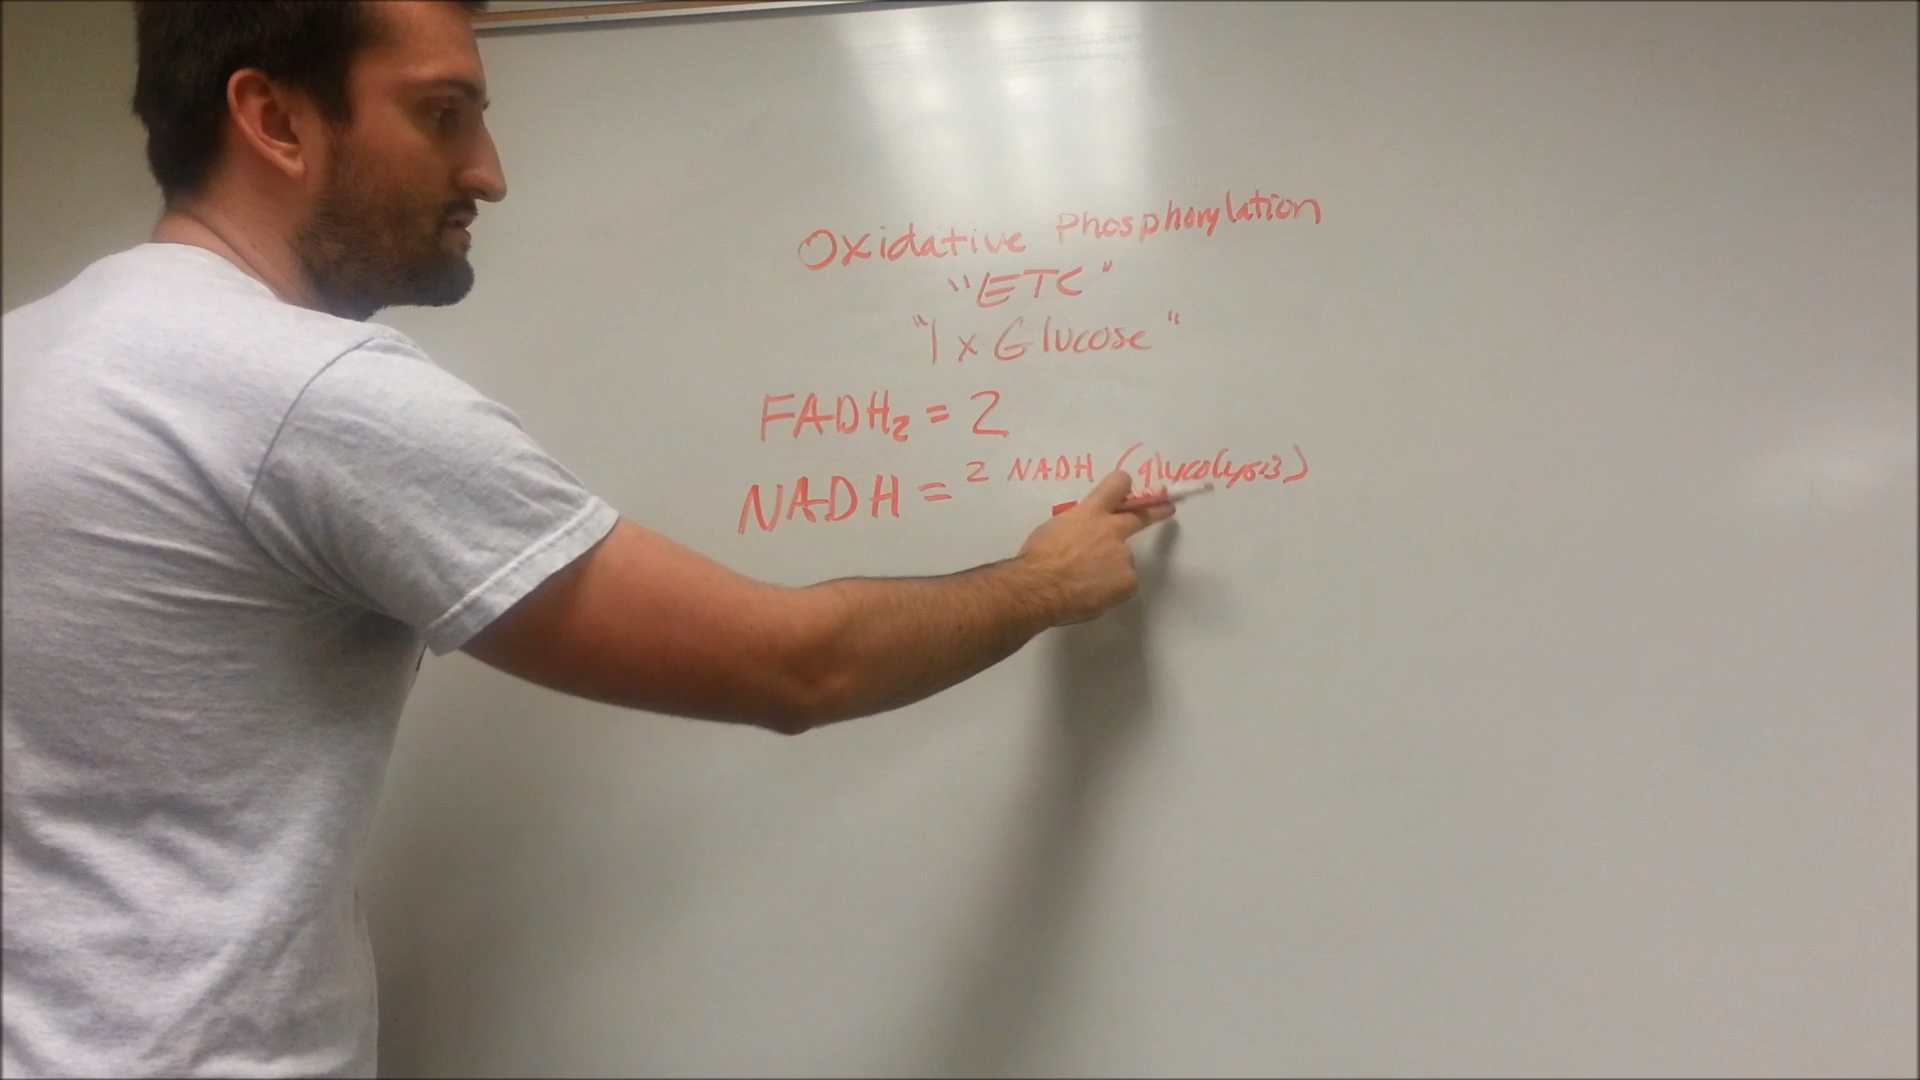 Oxidative Phosphorylation
"ETC"
"1 x Glucose"
FADH₂ = 2
NADH = 2 NADH (glycolysis)